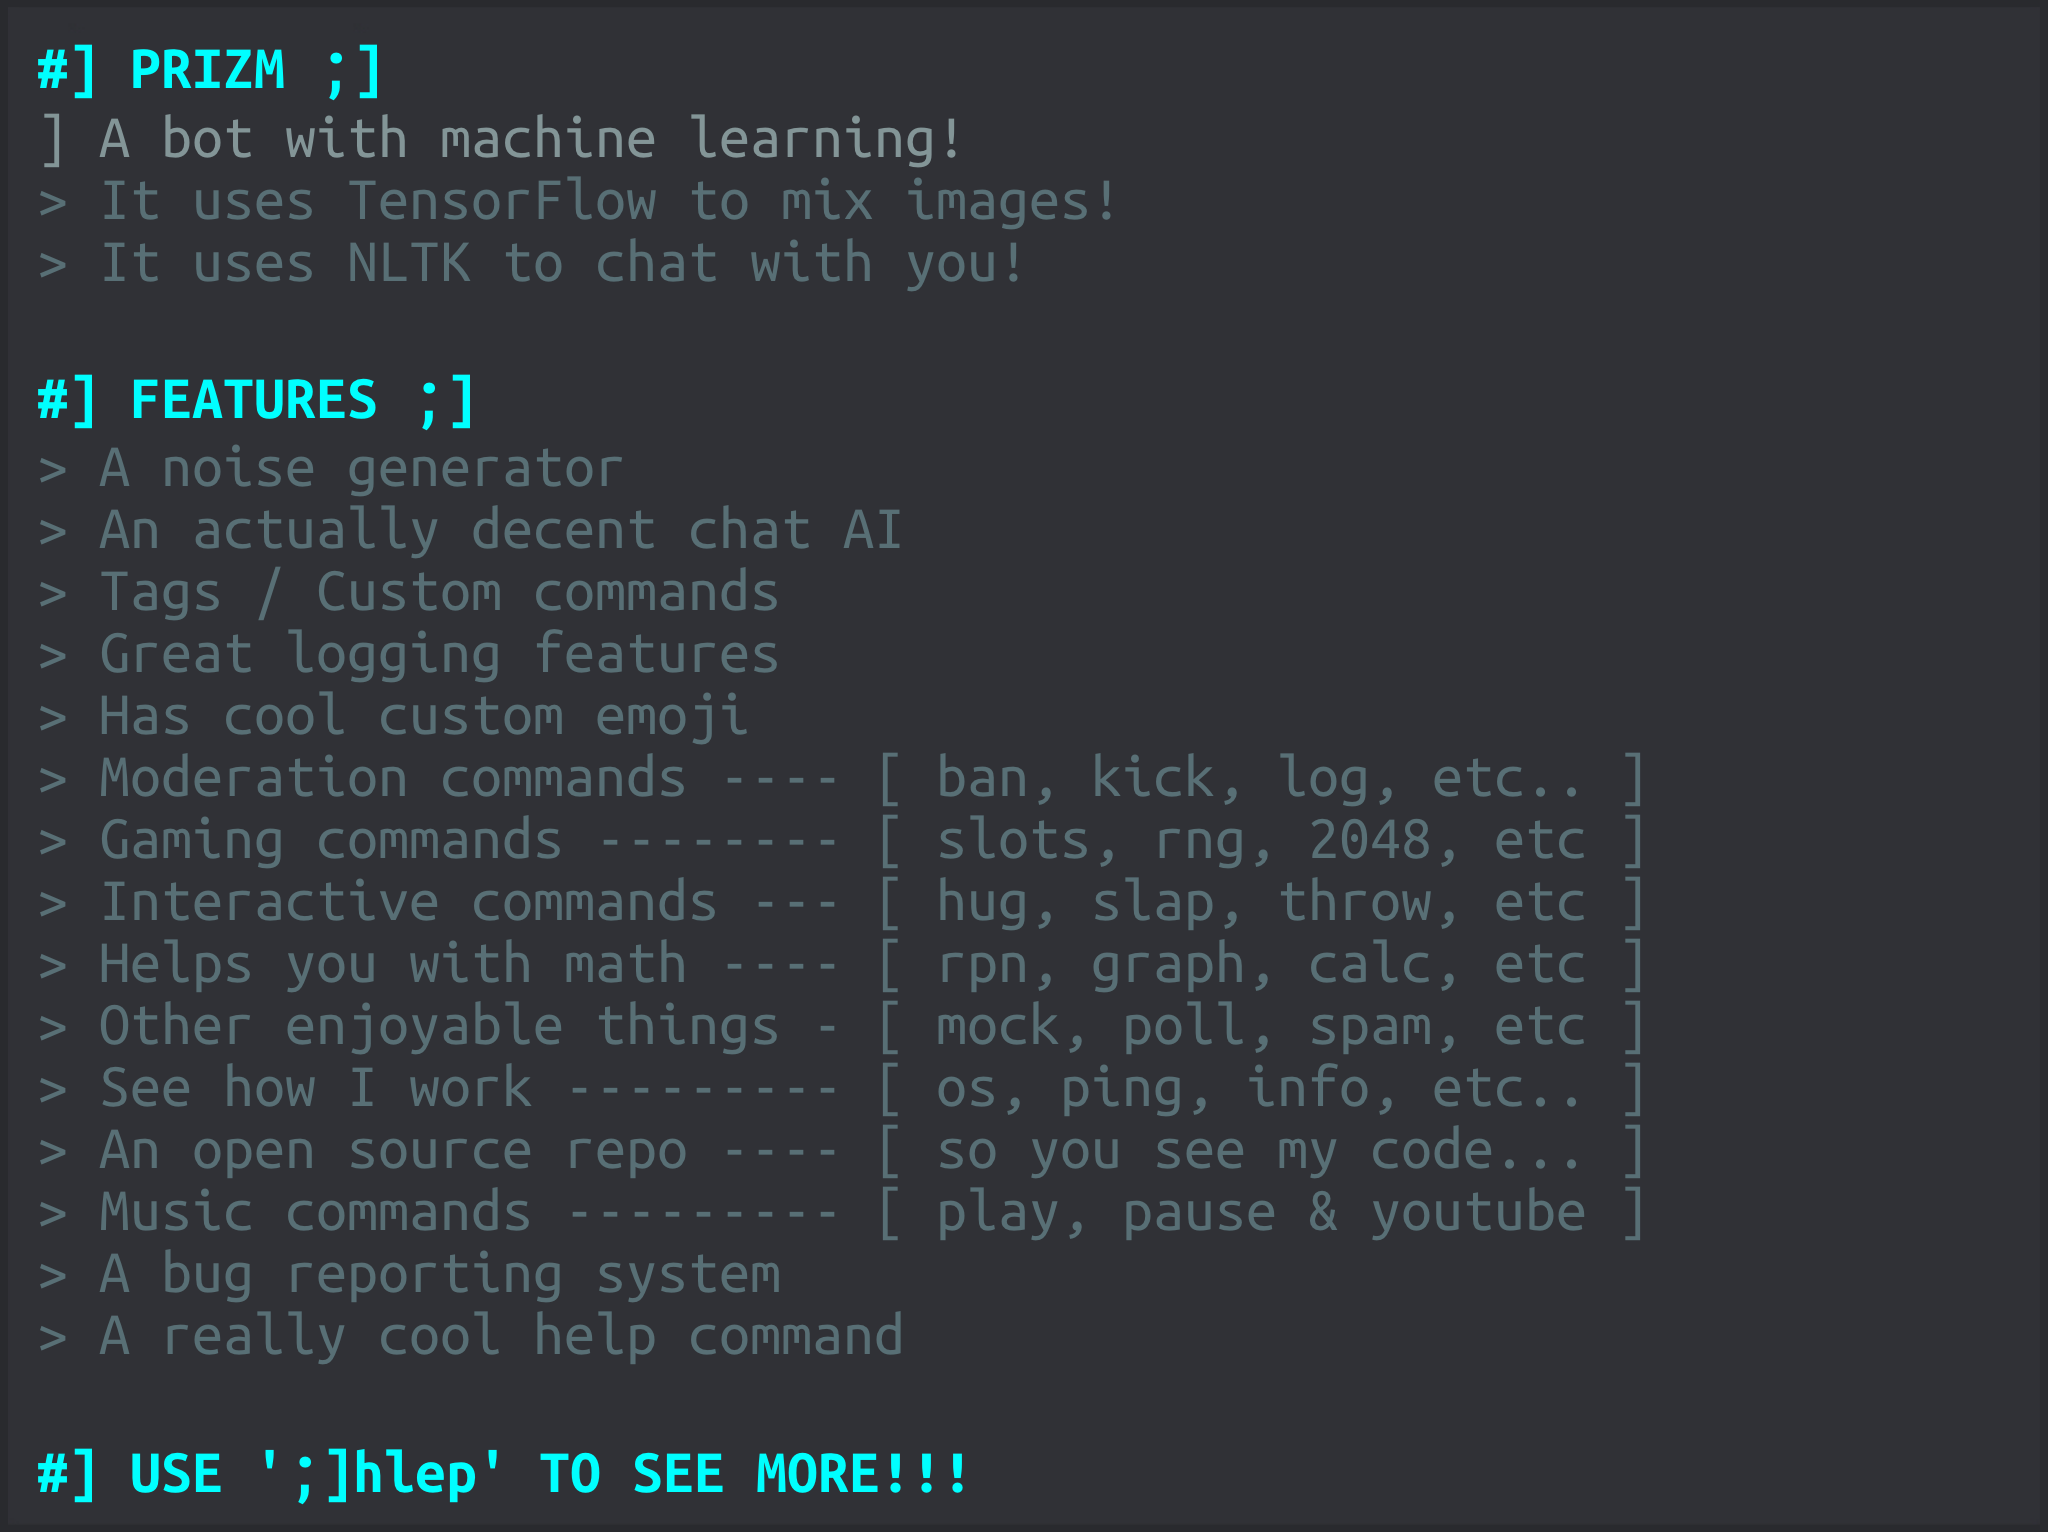 #] PRIZM ;]
] A bot with machine learning!
> It uses TensorFlow to mix images!
> It uses NLTK to chat with you!
#] FEATURES ;]
> A noise generator
> An actually decent chat AI
> Tags / Custom commands
> Great logging features
> Has cool custom emoji
> Moderation commands ---- [ ban, kick, log, etc.. ]
> Gaming commands -------- [ slots, rng, 2048, etc ]
> Interactive commands --- [ hug, slap, throw, etc ]
> Helps you with math ---- [ rpn, graph, calc, etc ]
> Other enjoyable things - [ mock, poll, spam, etc ]
> See how I work --------- [ os, ping, info, etc.. ]
> An open source repo ---- [ so you see my code... ]
> Music commands --------- [ play, pause & youtube ]
> A bug reporting system
> A really cool help command
#] USE ';]hlep' TO SEE MORE!!!